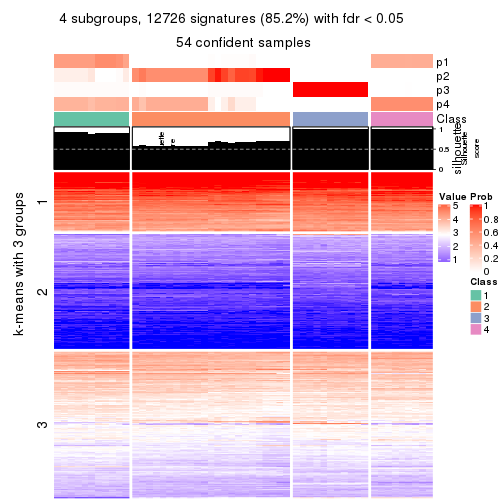 4 subgroups, 12726 signatures (85.2%) with fdr < 0.05
54 confident samples
p1
p2
p3
p4
Class
silhouette
1
0.5
0
Silhouette
score
k-means with 3 groups
1
2
3
Value
5
4
3
2
1
Prob
1
0.8
0.6
0.4
0.2
0
Class
1
2
3
4